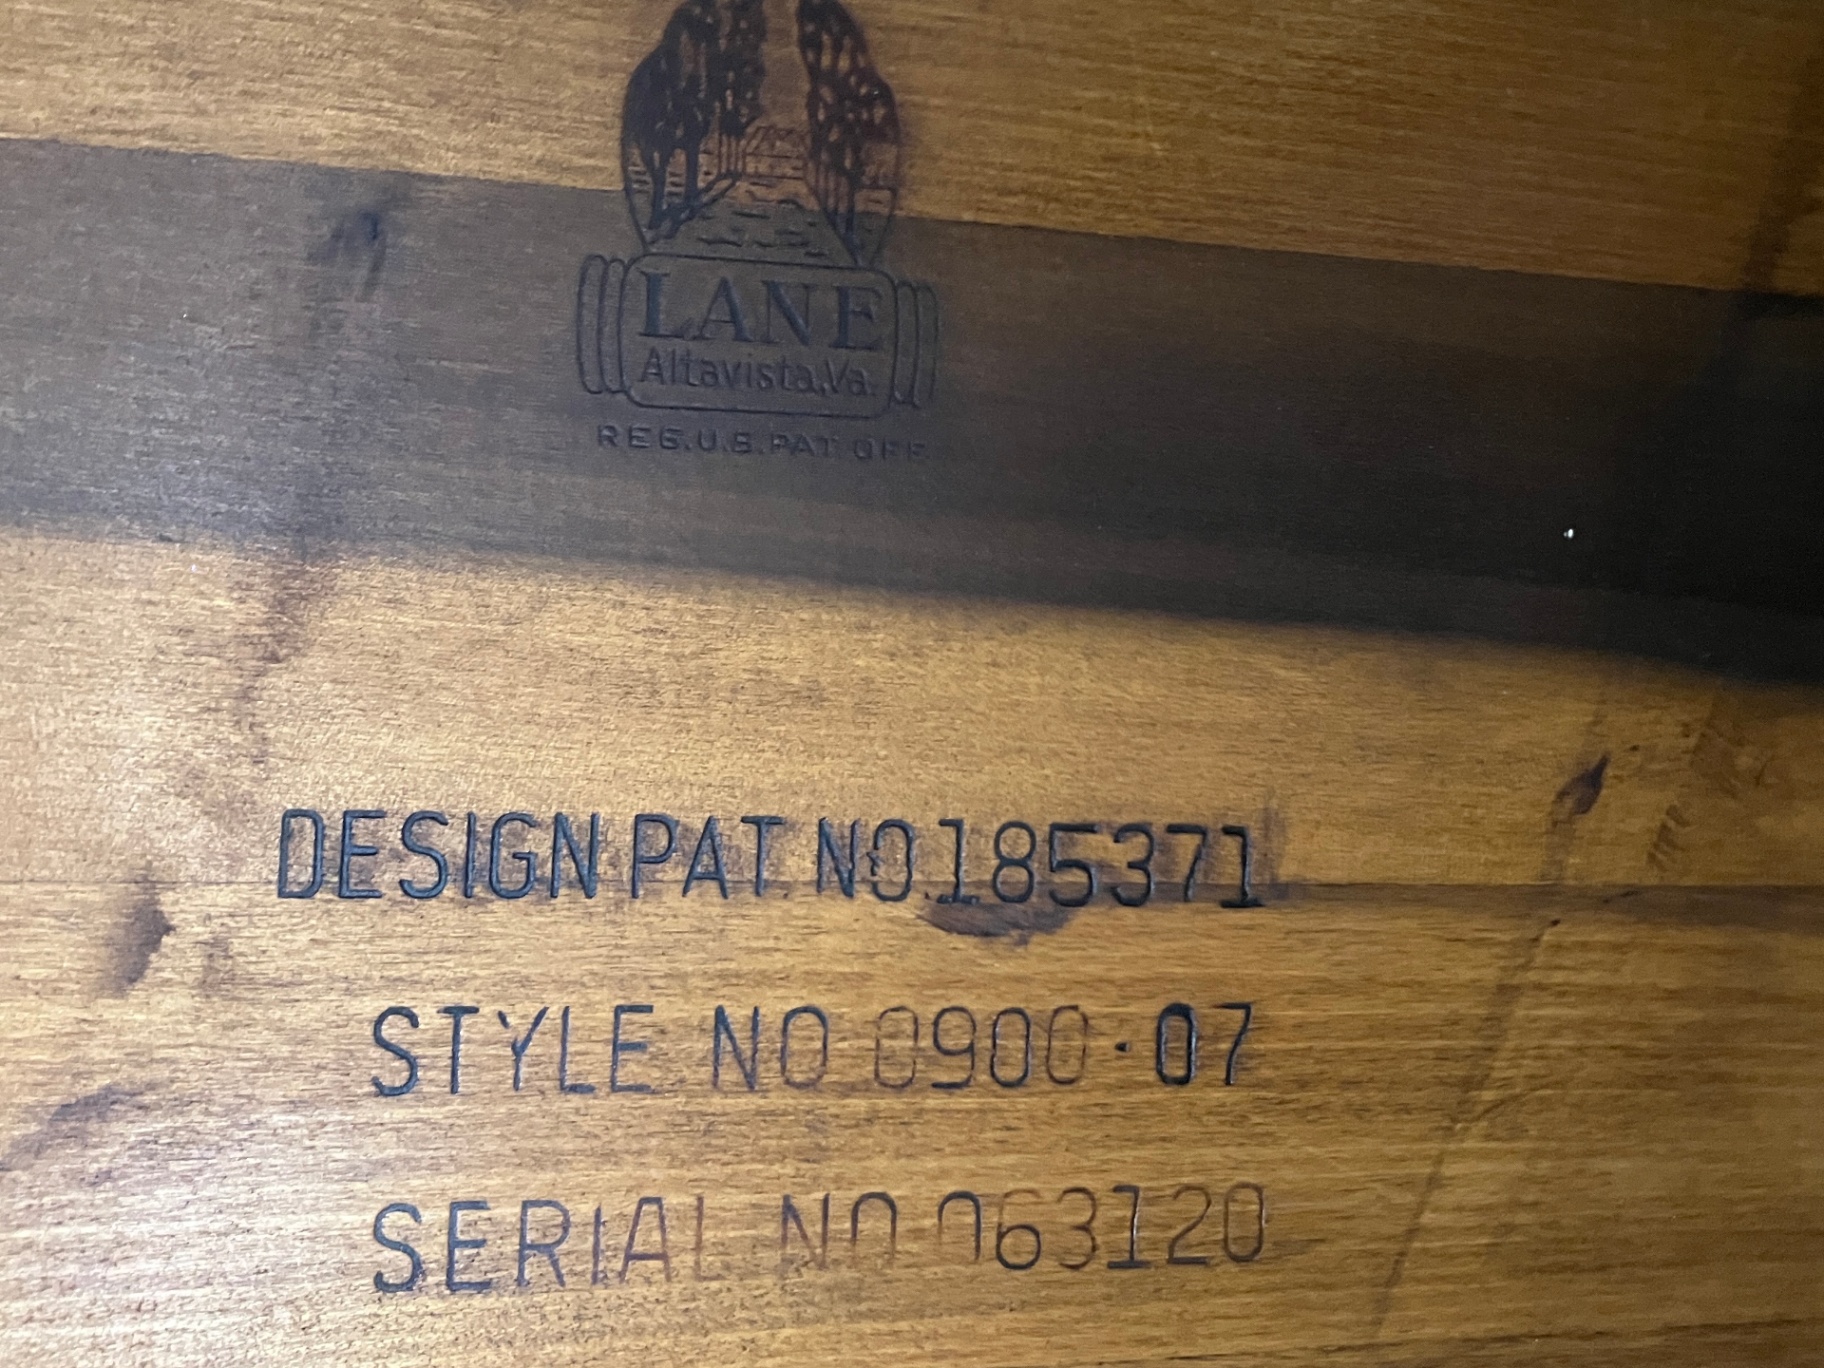 LANE
Altavista, Va.
REG. U.S. PAT OFF.
DESIGN PAT NO.185371
STYLE NO 0900·07
SERIAL NO 063120